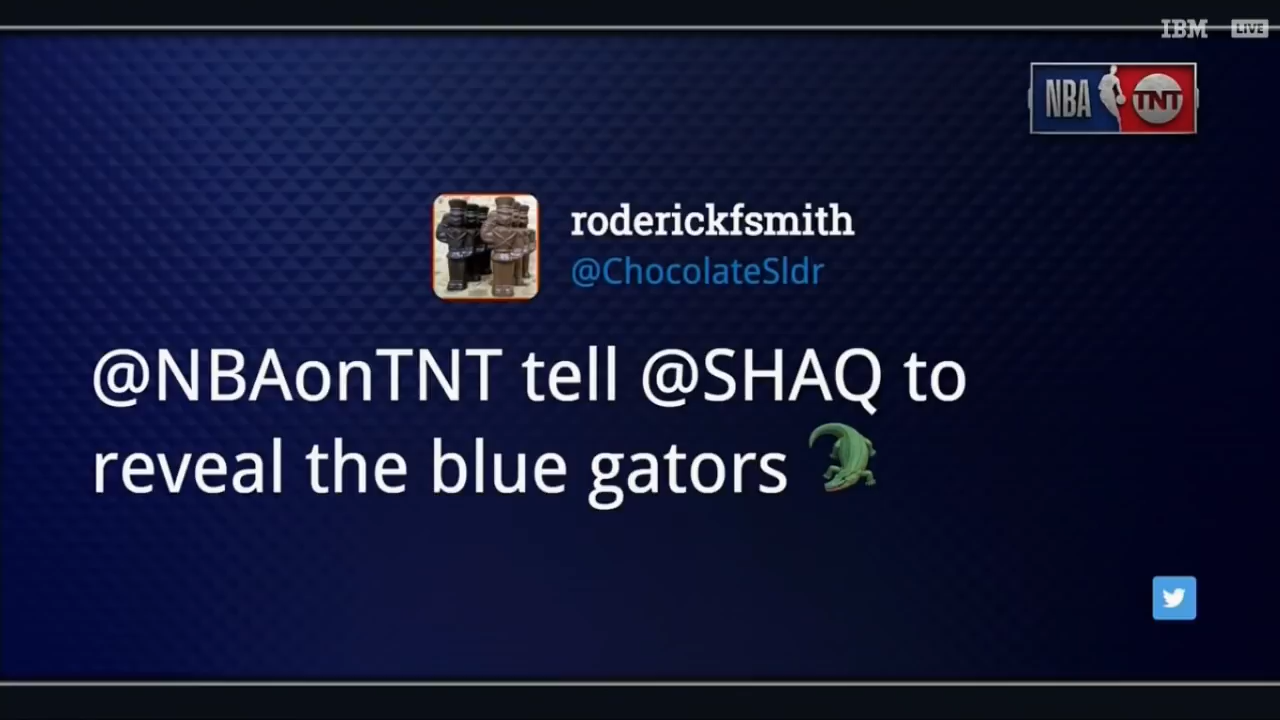 IBM LIVE
NBA TNT
roderickfsmith
@ChocolateSldr
@NBAonTNT tell @SHAQ to
reveal the blue gators 🐊